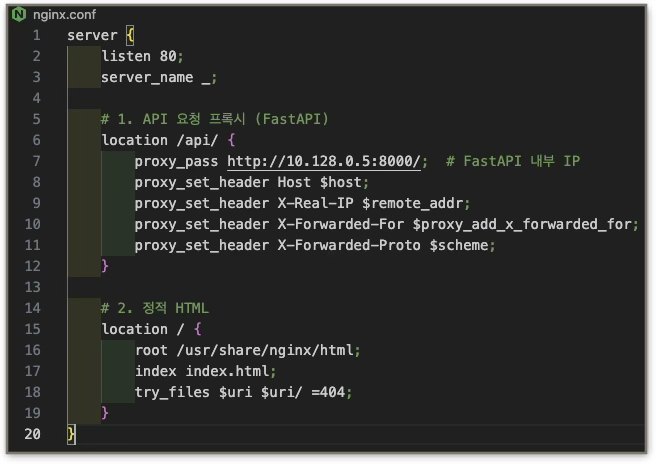 nginx.conf
1 server {
2     listen 80;
3     server_name _;
4
5     # 1. API 요청 프록시 (FastAPI)
6     location /api/ {
7         proxy_pass http://10.128.0.5:8000/;  # FastAPI 내부 IP
8         proxy_set_header Host $host;
9         proxy_set_header X-Real-IP $remote_addr;
10         proxy_set_header X-Forwarded-For $proxy_add_x_forwarded_for;
11         proxy_set_header X-Forwarded-Proto $scheme;
12     }
13
14     # 2. 정적 HTML
15     location / {
16         root /usr/share/nginx/html;
17         index index.html;
18         try_files $uri $uri/ =404;
19     }
20 }